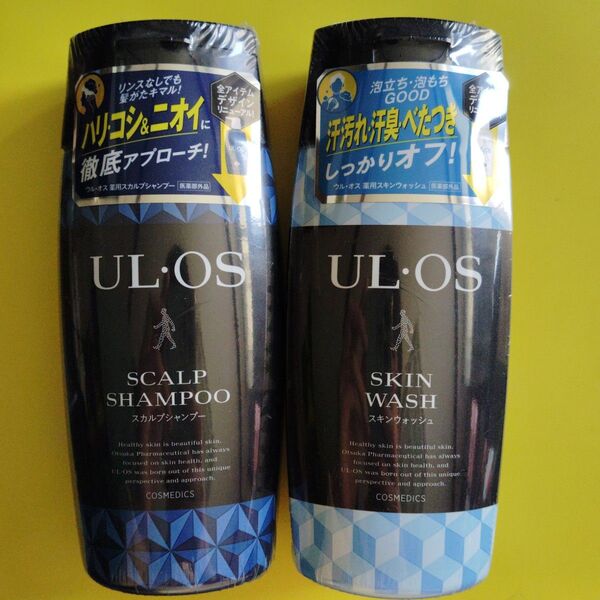 リンスなしでも
髪がたキマル!
ハリ・コシ&ニオイに
徹底アプローチ!
ウル・オス 薬用スカルプシャンプー 医薬部外品
全アイテム
デザイン
リニューアル!
UL・OS
SCALP
SHAMPOO
スカルプシャンプー
Healthy skin is beautiful skin.
Otsuka Pharmaceutical has always
focused on skin health, and
UL・OS was born out of this unique
perspective and approach.
COSMEDICS
泡立ち・泡もち
GOOD
汗・汚れ・汗臭・べたつき
しっかりオフ!
ウル・オス 薬用スキンウォッシュ 医薬部外品
UL・OS
SKIN
WASH
スキンウォッシュ
Healthy skin is beautiful skin.
Otsuka Pharmaceutical has always
focused on skin health, and
UL・OS was born out of this unique
perspective and approach.
COSMEDICS